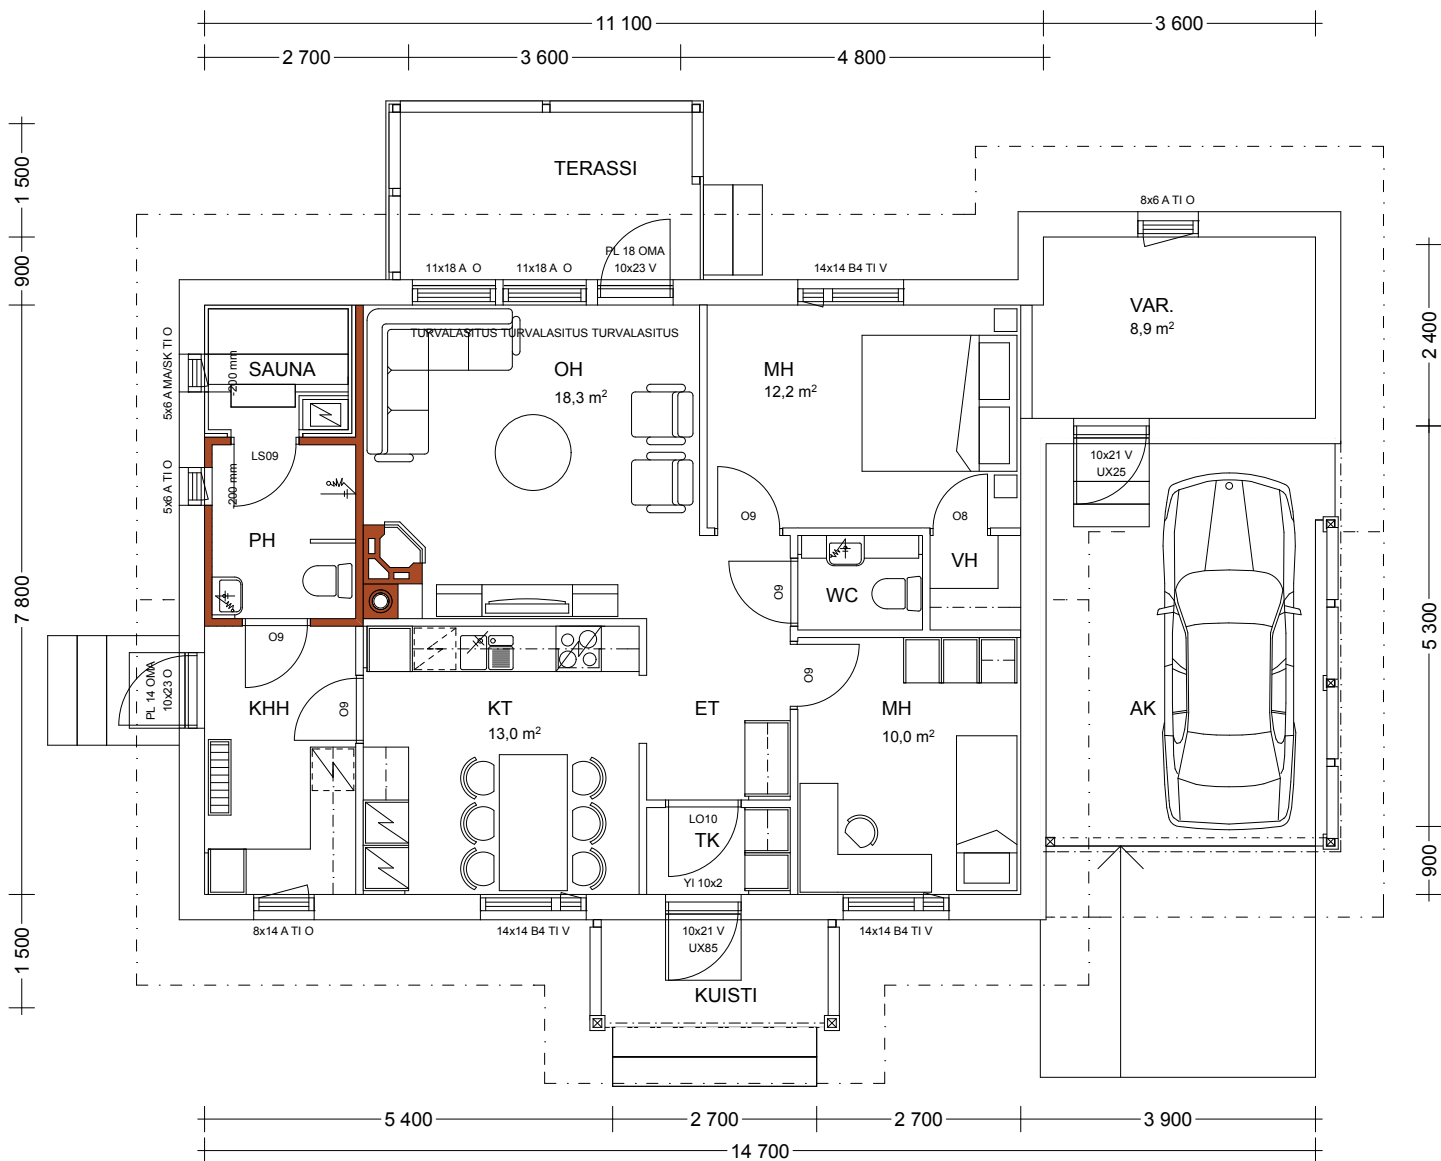 11 100
3 600
2 700
3 600
4 800
1 500
900
7 800
1 500
TERASSI
8x6 A TI O
PL 18 OMA
10x23 V
11x18 A O
11x18 A O
14x14 B4 TI V
TURVALASITUS TURVALASITUS TURVALASITUS
5x6 A MA/SK TI O
SAUNA
-200 mm
OH
18,3 m²
MH
12,2 m²
VAR.
8,9 m²
2 400
5x6 A TI O
LS09
-200 mm
10x21 V
UX25
O9
O8
PH
VH
WC
O9
5 300
O9
PL 14 OMA
10x23 O
KHH
O9
KT
13,0 m²
ET
O9
MH
10,0 m²
AK
LO10
TK
YI 10x2
900
8x14 A TI O
14x14 B4 TI V
10x21 V
UX85
14x14 B4 TI V
KUISTI
5 400
2 700
2 700
3 900
14 700